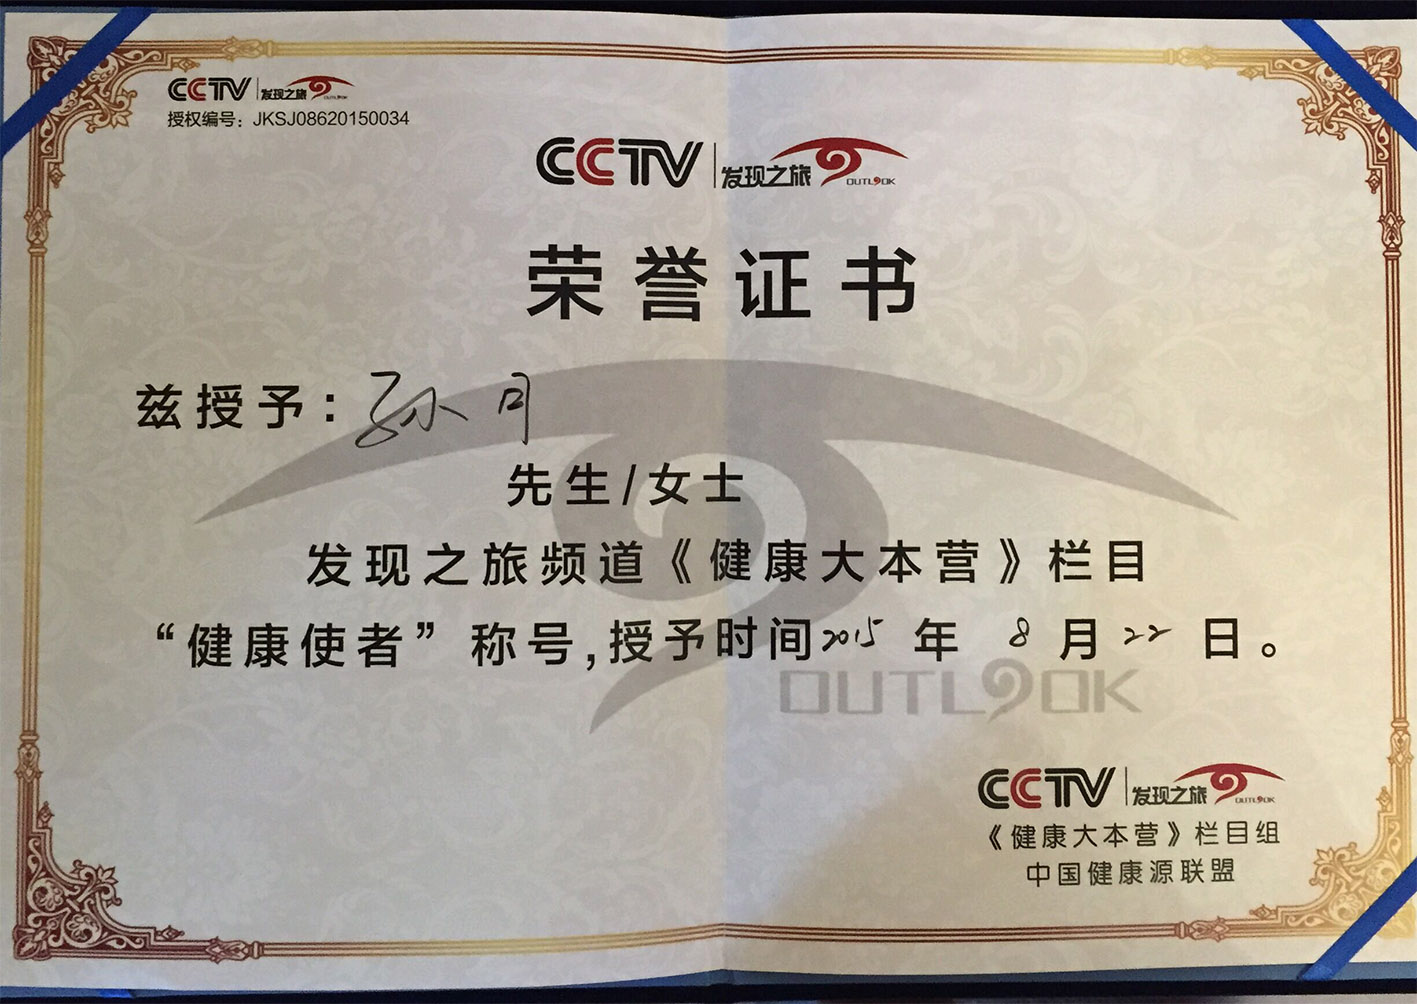 CCTV 发现之旅 OUTLOOK
授权编号：JKSJ08620150034
CCTV 发现之旅 OUTLOOK
荣誉证书
兹授予：孙月
先生/女士
发现之旅频道《健康大本营》栏目
“健康使者”称号,授予时间2015年 8月22日。
OUTLOOK
CCTV 发现之旅 OUTLOOK
《健康大本营》栏目组
中国健康源联盟